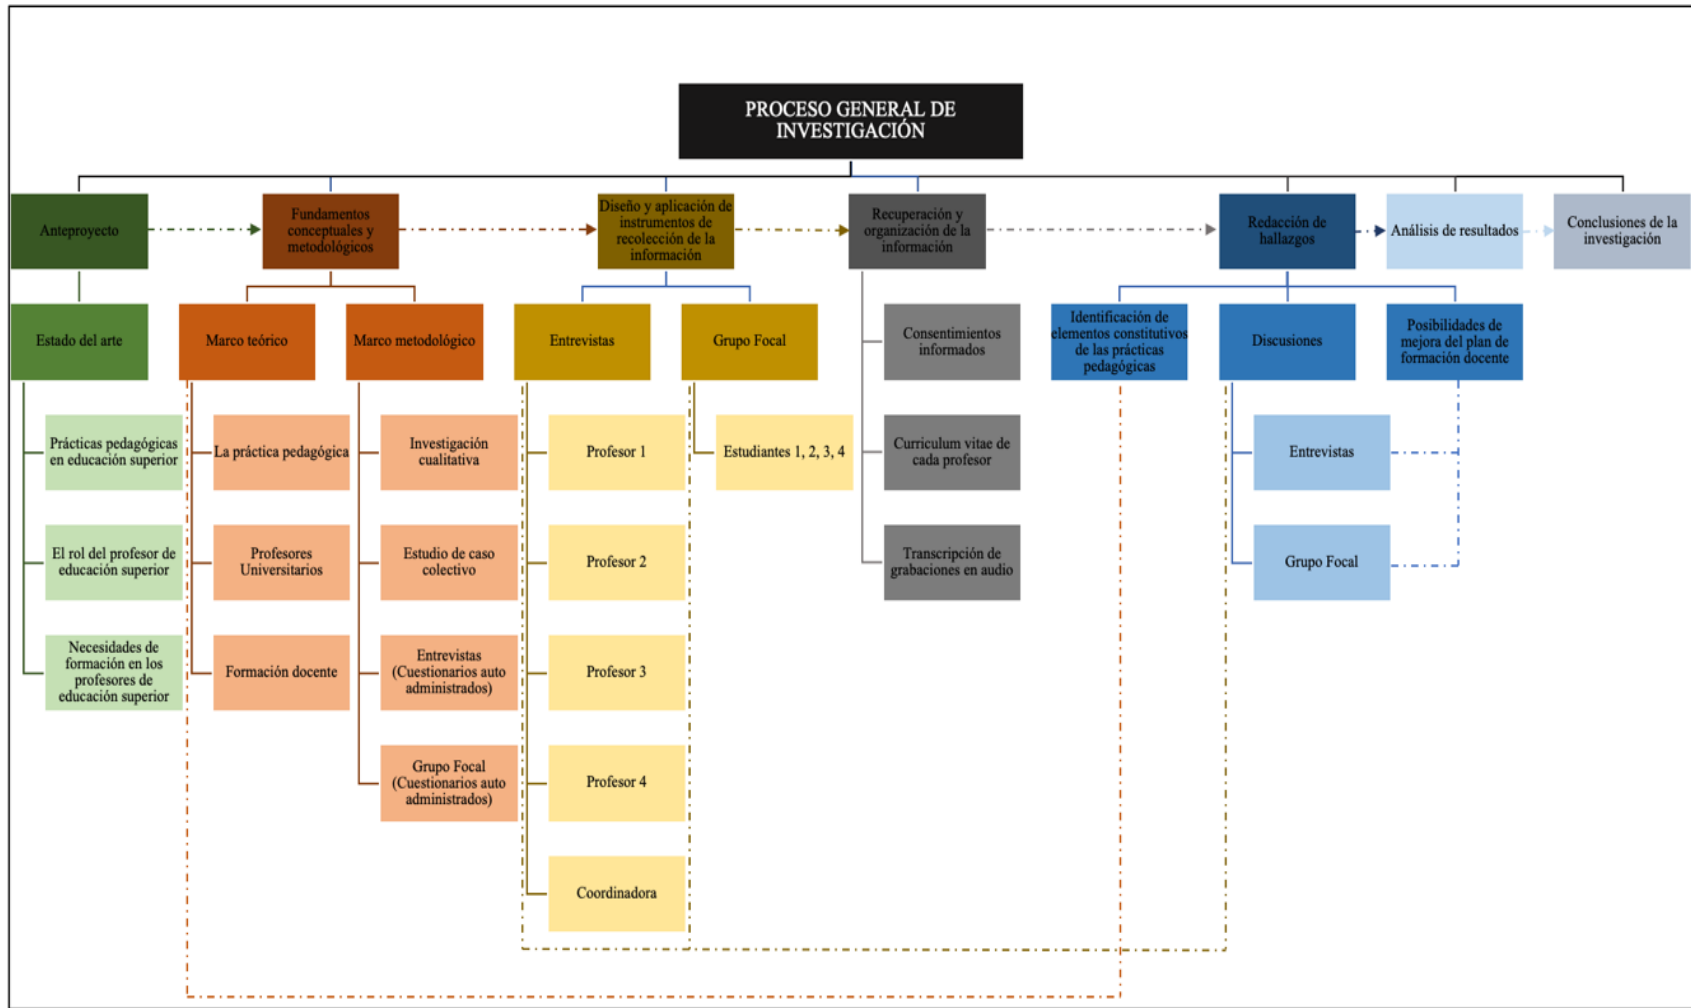 PROCESO GENERAL DE
INVESTIGACIÓN
Anteproyecto
Fundamentos
conceptuales y
metodológicos
Diseño y aplicación de
instrumentos de
recolección de la
información
Recuperación y
organización de la
información
Redacción de
hallazgos
Análisis de resultados
Conclusiones de la
investigación
Estado del arte
Marco teórico
Marco metodológico
Entrevistas
Grupo Focal
Consentimientos
informados
Identificación de
elementos constitutivos
de las prácticas
pedagógicas
Discusiones
Posibilidades de
mejora del plan de
formación docente
Prácticas pedagógicas
en educación superior
La práctica pedagógica
Investigación
cualitativa
Profesor 1
Estudiantes 1, 2, 3, 4
Curriculum vitae de
cada profesor
Entrevistas
El rol del profesor de
educación superior
Profesores
Universitarios
Estudio de caso
colectivo
Profesor 2
Transcripción de
grabaciones en audio
Grupo Focal
Necesidades de
formación en los
profesores de
educación superior
Formación docente
Entrevistas
(Cuestionarios auto
administrados)
Profesor 3
Grupo Focal
(Cuestionarios auto
administrados)
Profesor 4
Coordinadora